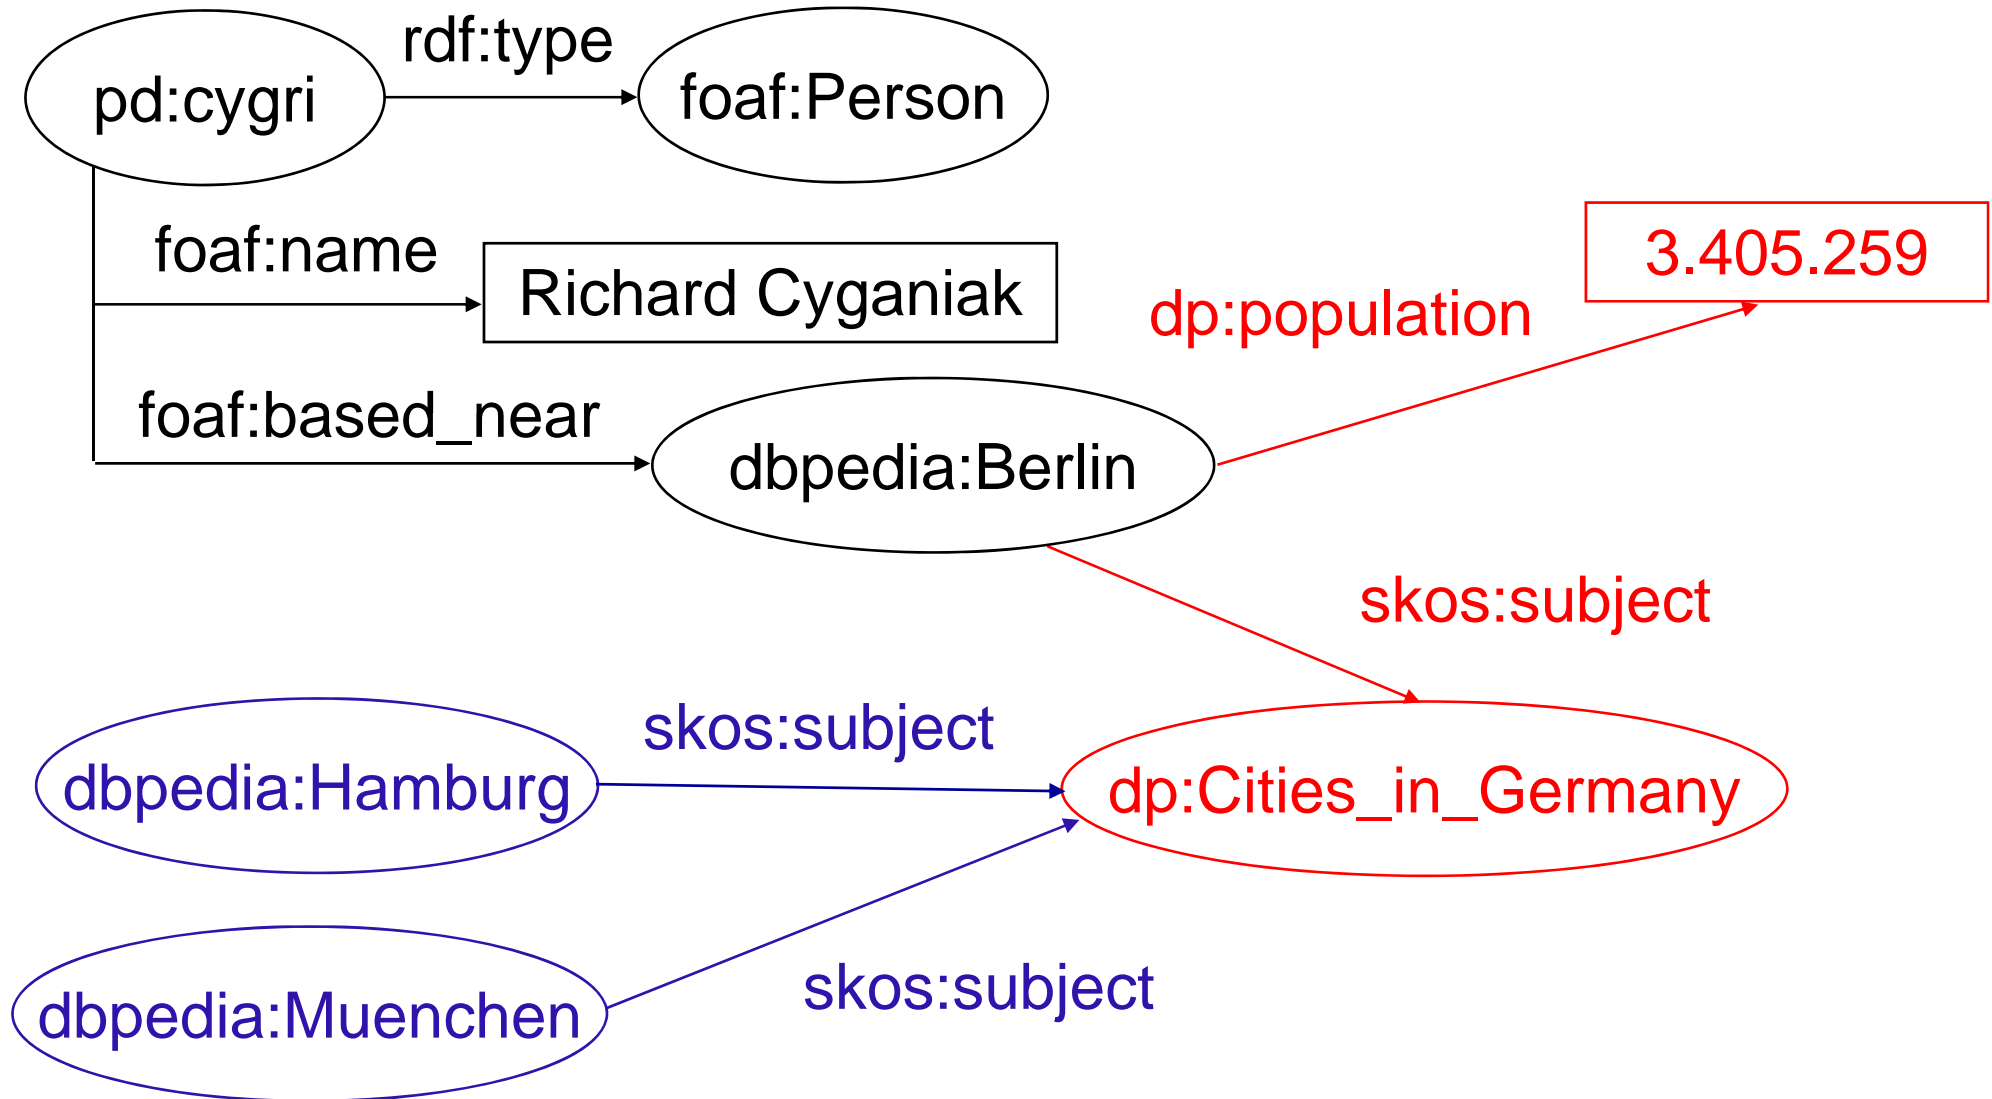 rdf:type
pd:cygri
foaf:Person
foaf:name
Richard Cyganiak
3.405.259
dp:population
foaf:based_near
dbpedia:Berlin
skos:subject
skos:subject
dbpedia:Hamburg
dp:Cities_in_Germany
skos:subject
dbpedia:Muenchen